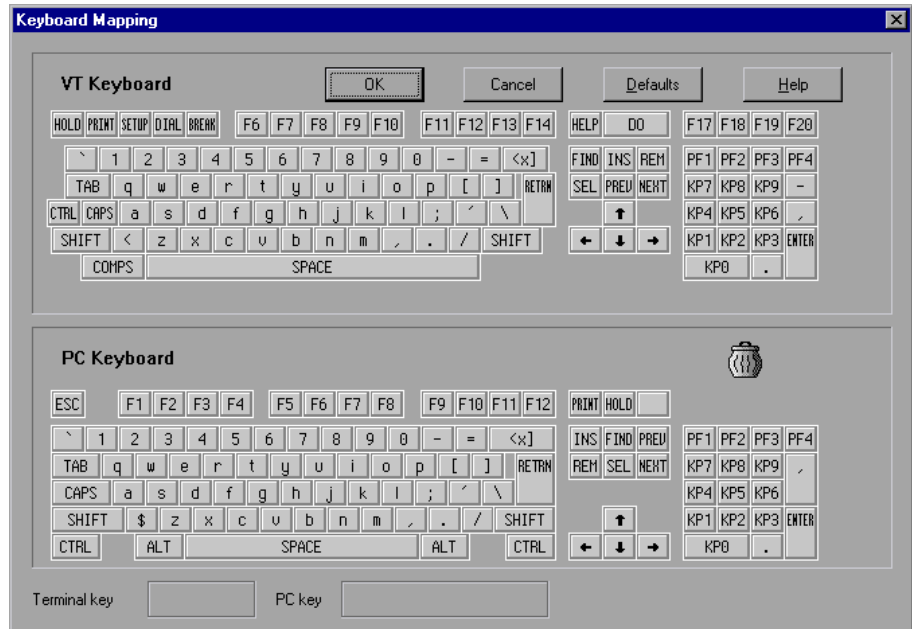 Keyboard Mapping
VT Keyboard OK Cancel Defaults Help
HOLD PRINT SETUP DIAL BREAK F6 F7 F8 F9 F10 F11 F12 F13 F14 HELP DO F17 F18 F19 F20
` 1 2 3 4 5 6 7 8 9 0 - = <x] FIND INS REM PF1 PF2 PF3 PF4
TAB q w e r t y u i o p [ ] RETRN SEL PREV NEXT KP7 KP8 KP9 -
CTRL CAPS a s d f g h j k l ; ´ \ ↑ KP4 KP5 KP6 ,
SHIFT < z x c v b n m , . / SHIFT ← ↓ → KP1 KP2 KP3 ENTER
COMPS SPACE KP0 .
PC Keyboard
ESC F1 F2 F3 F4 F5 F6 F7 F8 F9 F10 F11 F12 PRINT HOLD
` 1 2 3 4 5 6 7 8 9 0 - = <x] INS FIND PREV PF1 PF2 PF3 PF4
TAB q w e r t y u i o p [ ] RETRN REM SEL NEXT KP7 KP8 KP9 ,
CAPS a s d f g h j k l ; ´ \ KP4 KP5 KP6
SHIFT $ z x c v b n m , . / SHIFT ↑ KP1 KP2 KP3 ENTER
CTRL ALT SPACE ALT CTRL ← ↓ → KP0 .
Terminal key PC key